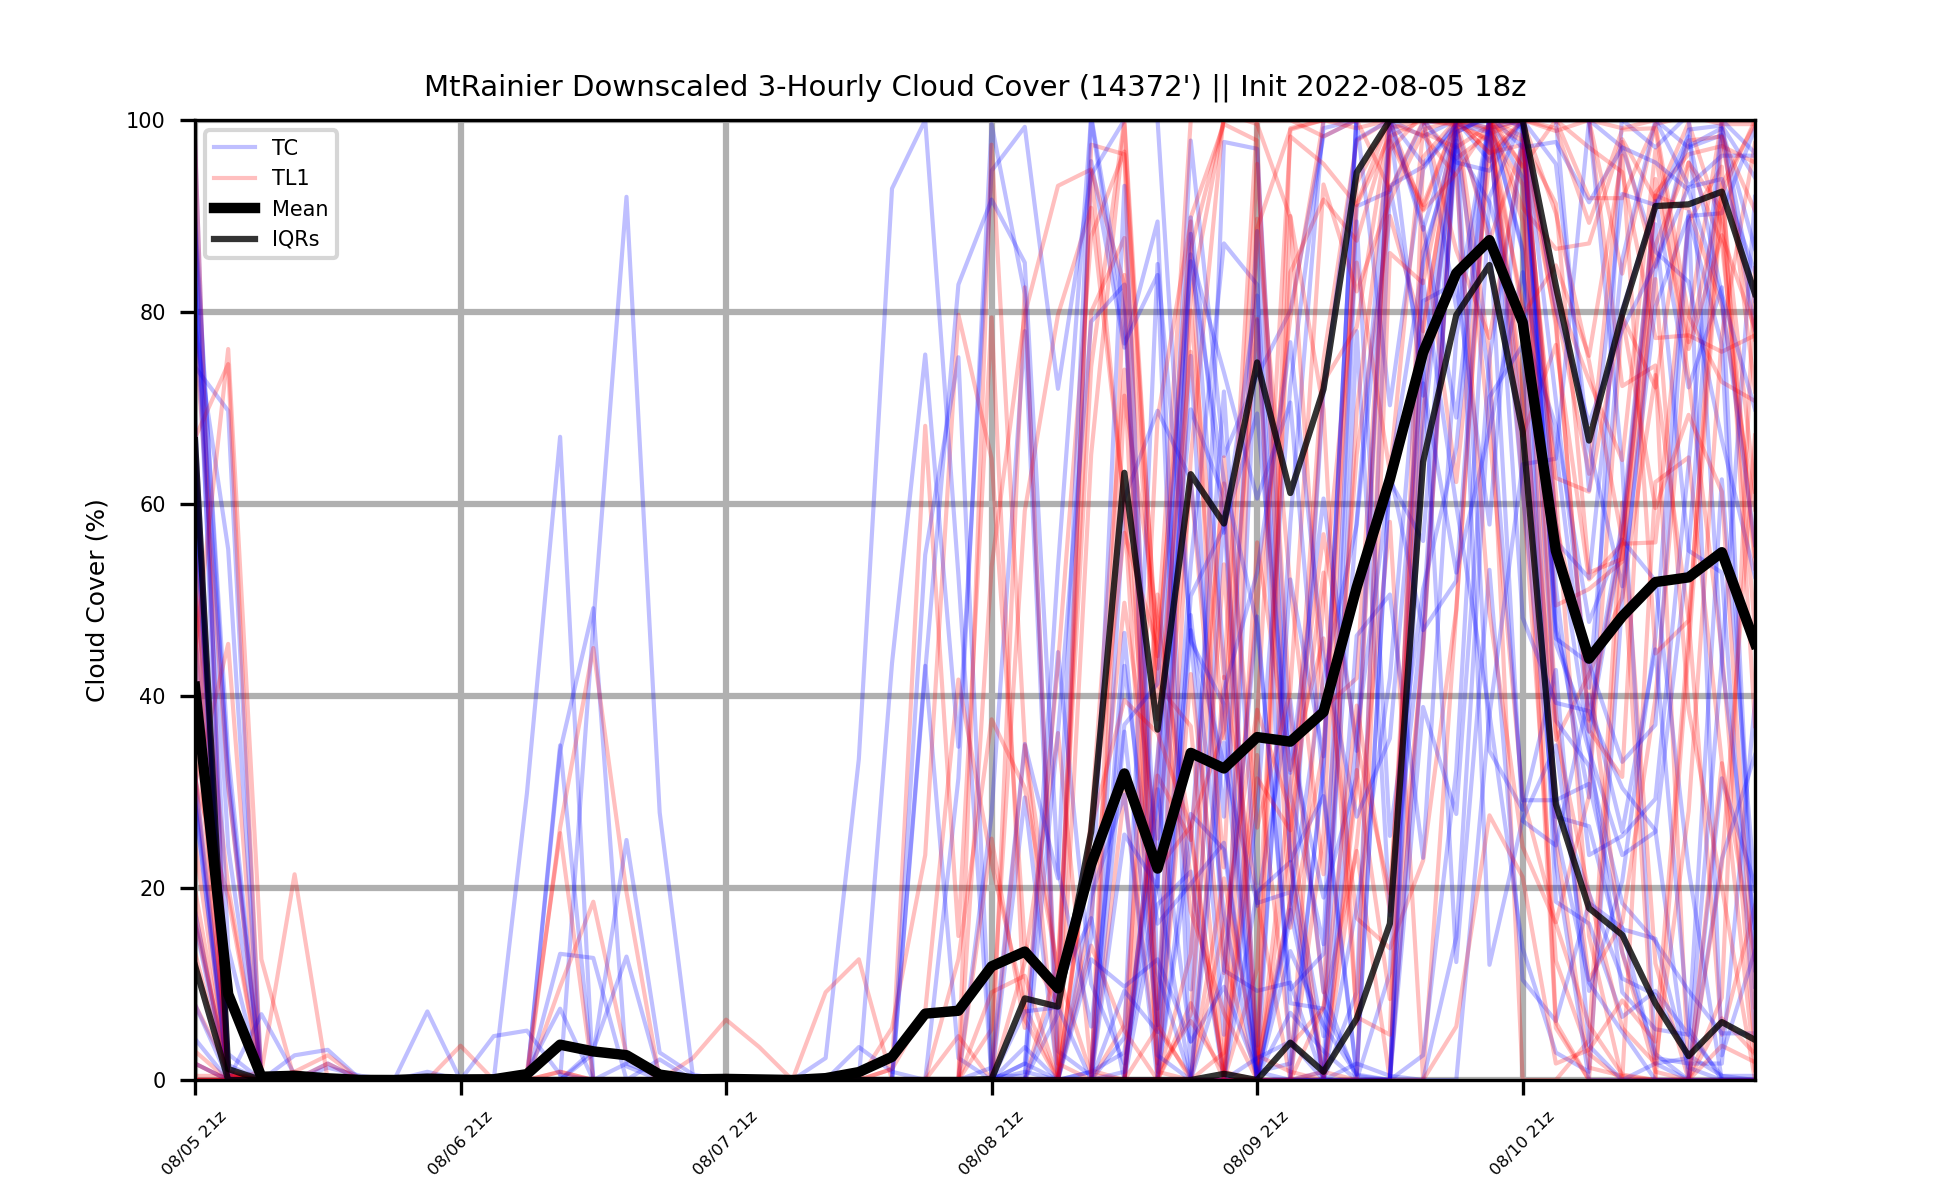 MtRainier Downscaled 3-Hourly Cloud Cover (14372') || Init 2022-08-05 18z
100
80
60
40
20
0
Cloud Cover (%)
TC
TL1
Mean
IQRs
08/05 21z
08/06 21z
08/07 21z
08/08 21z
08/09 21z
08/10 21z